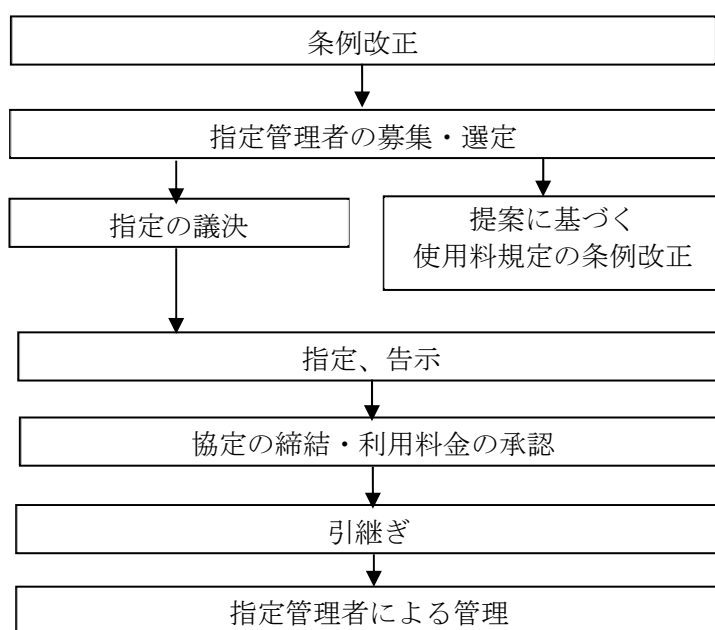 条例改正
指定管理者の募集・選定
指定の議決
提案に基づく
使用料規定の条例改正
指定、告示
協定の締結・利用料金の承認
引継ぎ
指定管理者による管理